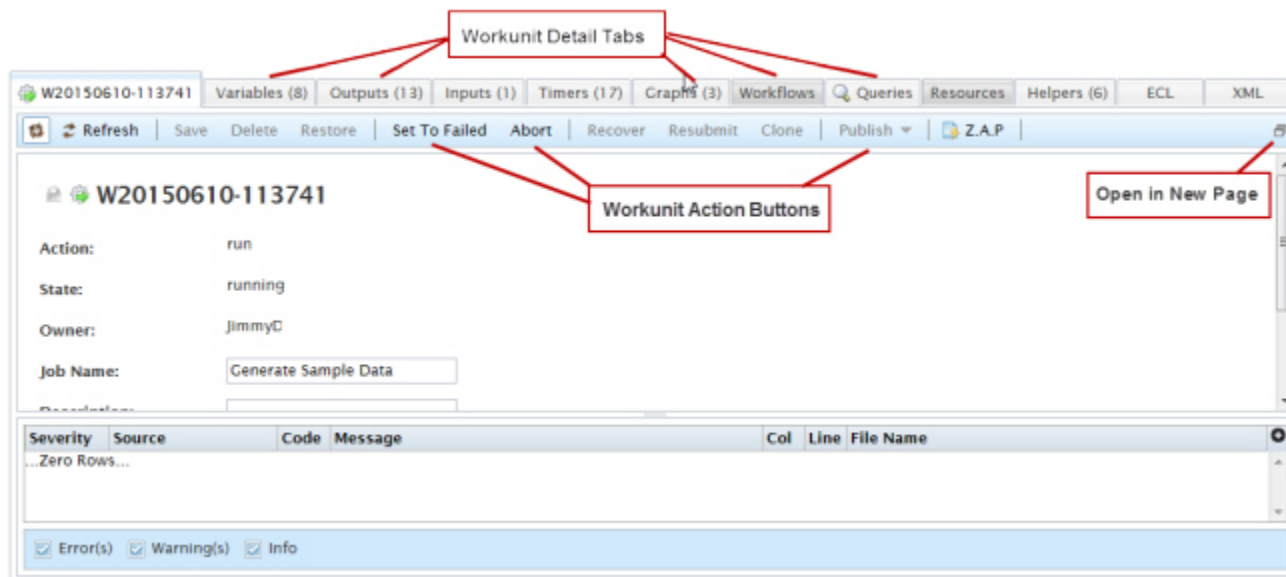 Workunit Detail Tabs
W20150610-113741 Variables (8) Outputs (13) Inputs (1) Timers (17) Graphs (3) Workflows Queries Resources Helpers (6) ECL XML
Refresh Save Delete Restore Set To Failed Abort Recover Resubmit Clone Publish Z.A.P
W20150610-113741
Workunit Action Buttons
Open in New Page
Action: run
State: running
Owner: JimmyD
Job Name: Generate Sample Data
Description:
Severity Source Code Message Col Line File Name
...Zero Rows...
Error(s) Warning(s) Info